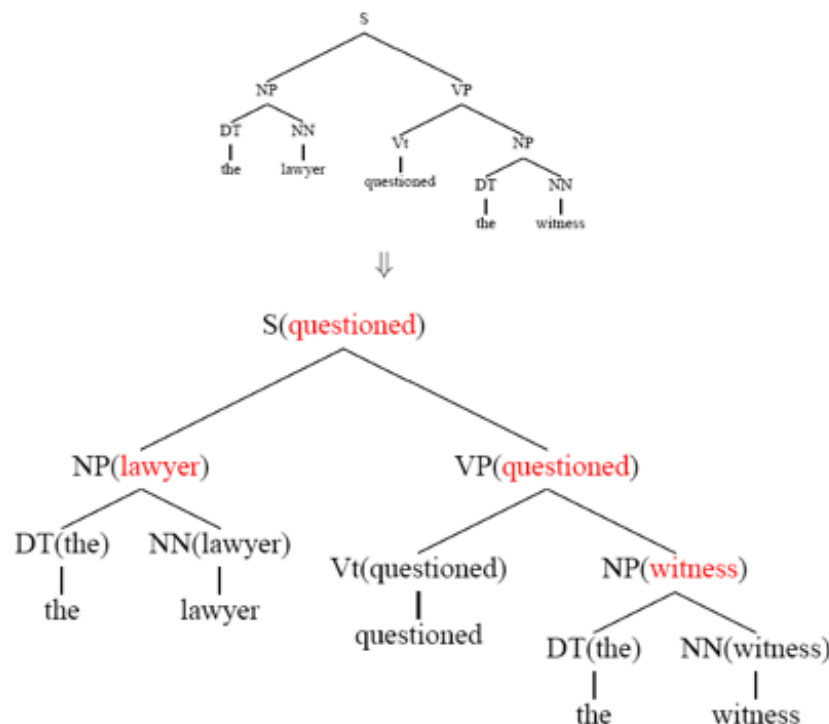 S
NP VP
DT NN Vt NP
the lawyer questioned DT NN
the witness
⇓
S(questioned)
NP(lawyer) VP(questioned)
DT(the) NN(lawyer) Vt(questioned) NP(witness)
the lawyer questioned DT(the) NN(witness)
the witness